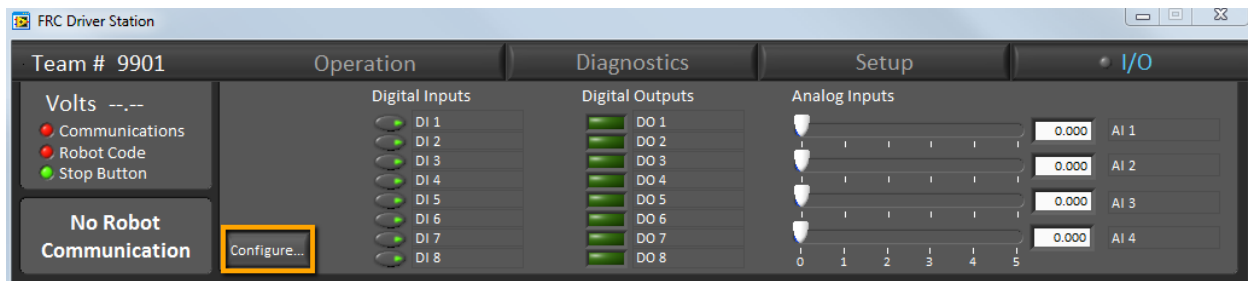 FRC Driver Station
Team # 9901
Operation
Diagnostics
Setup
I/O
Volts --.--
Communications
Robot Code
Stop Button
No Robot
Communication
Configure...
Digital Inputs
DI 1
DI 2
DI 3
DI 4
DI 5
DI 6
DI 7
DI 8
Digital Outputs
DO 1
DO 2
DO 3
DO 4
DO 5
DO 6
DO 7
DO 8
Analog Inputs
0.000 AI 1
0.000 AI 2
0.000 AI 3
0.000 AI 4
0 1 2 3 4 5